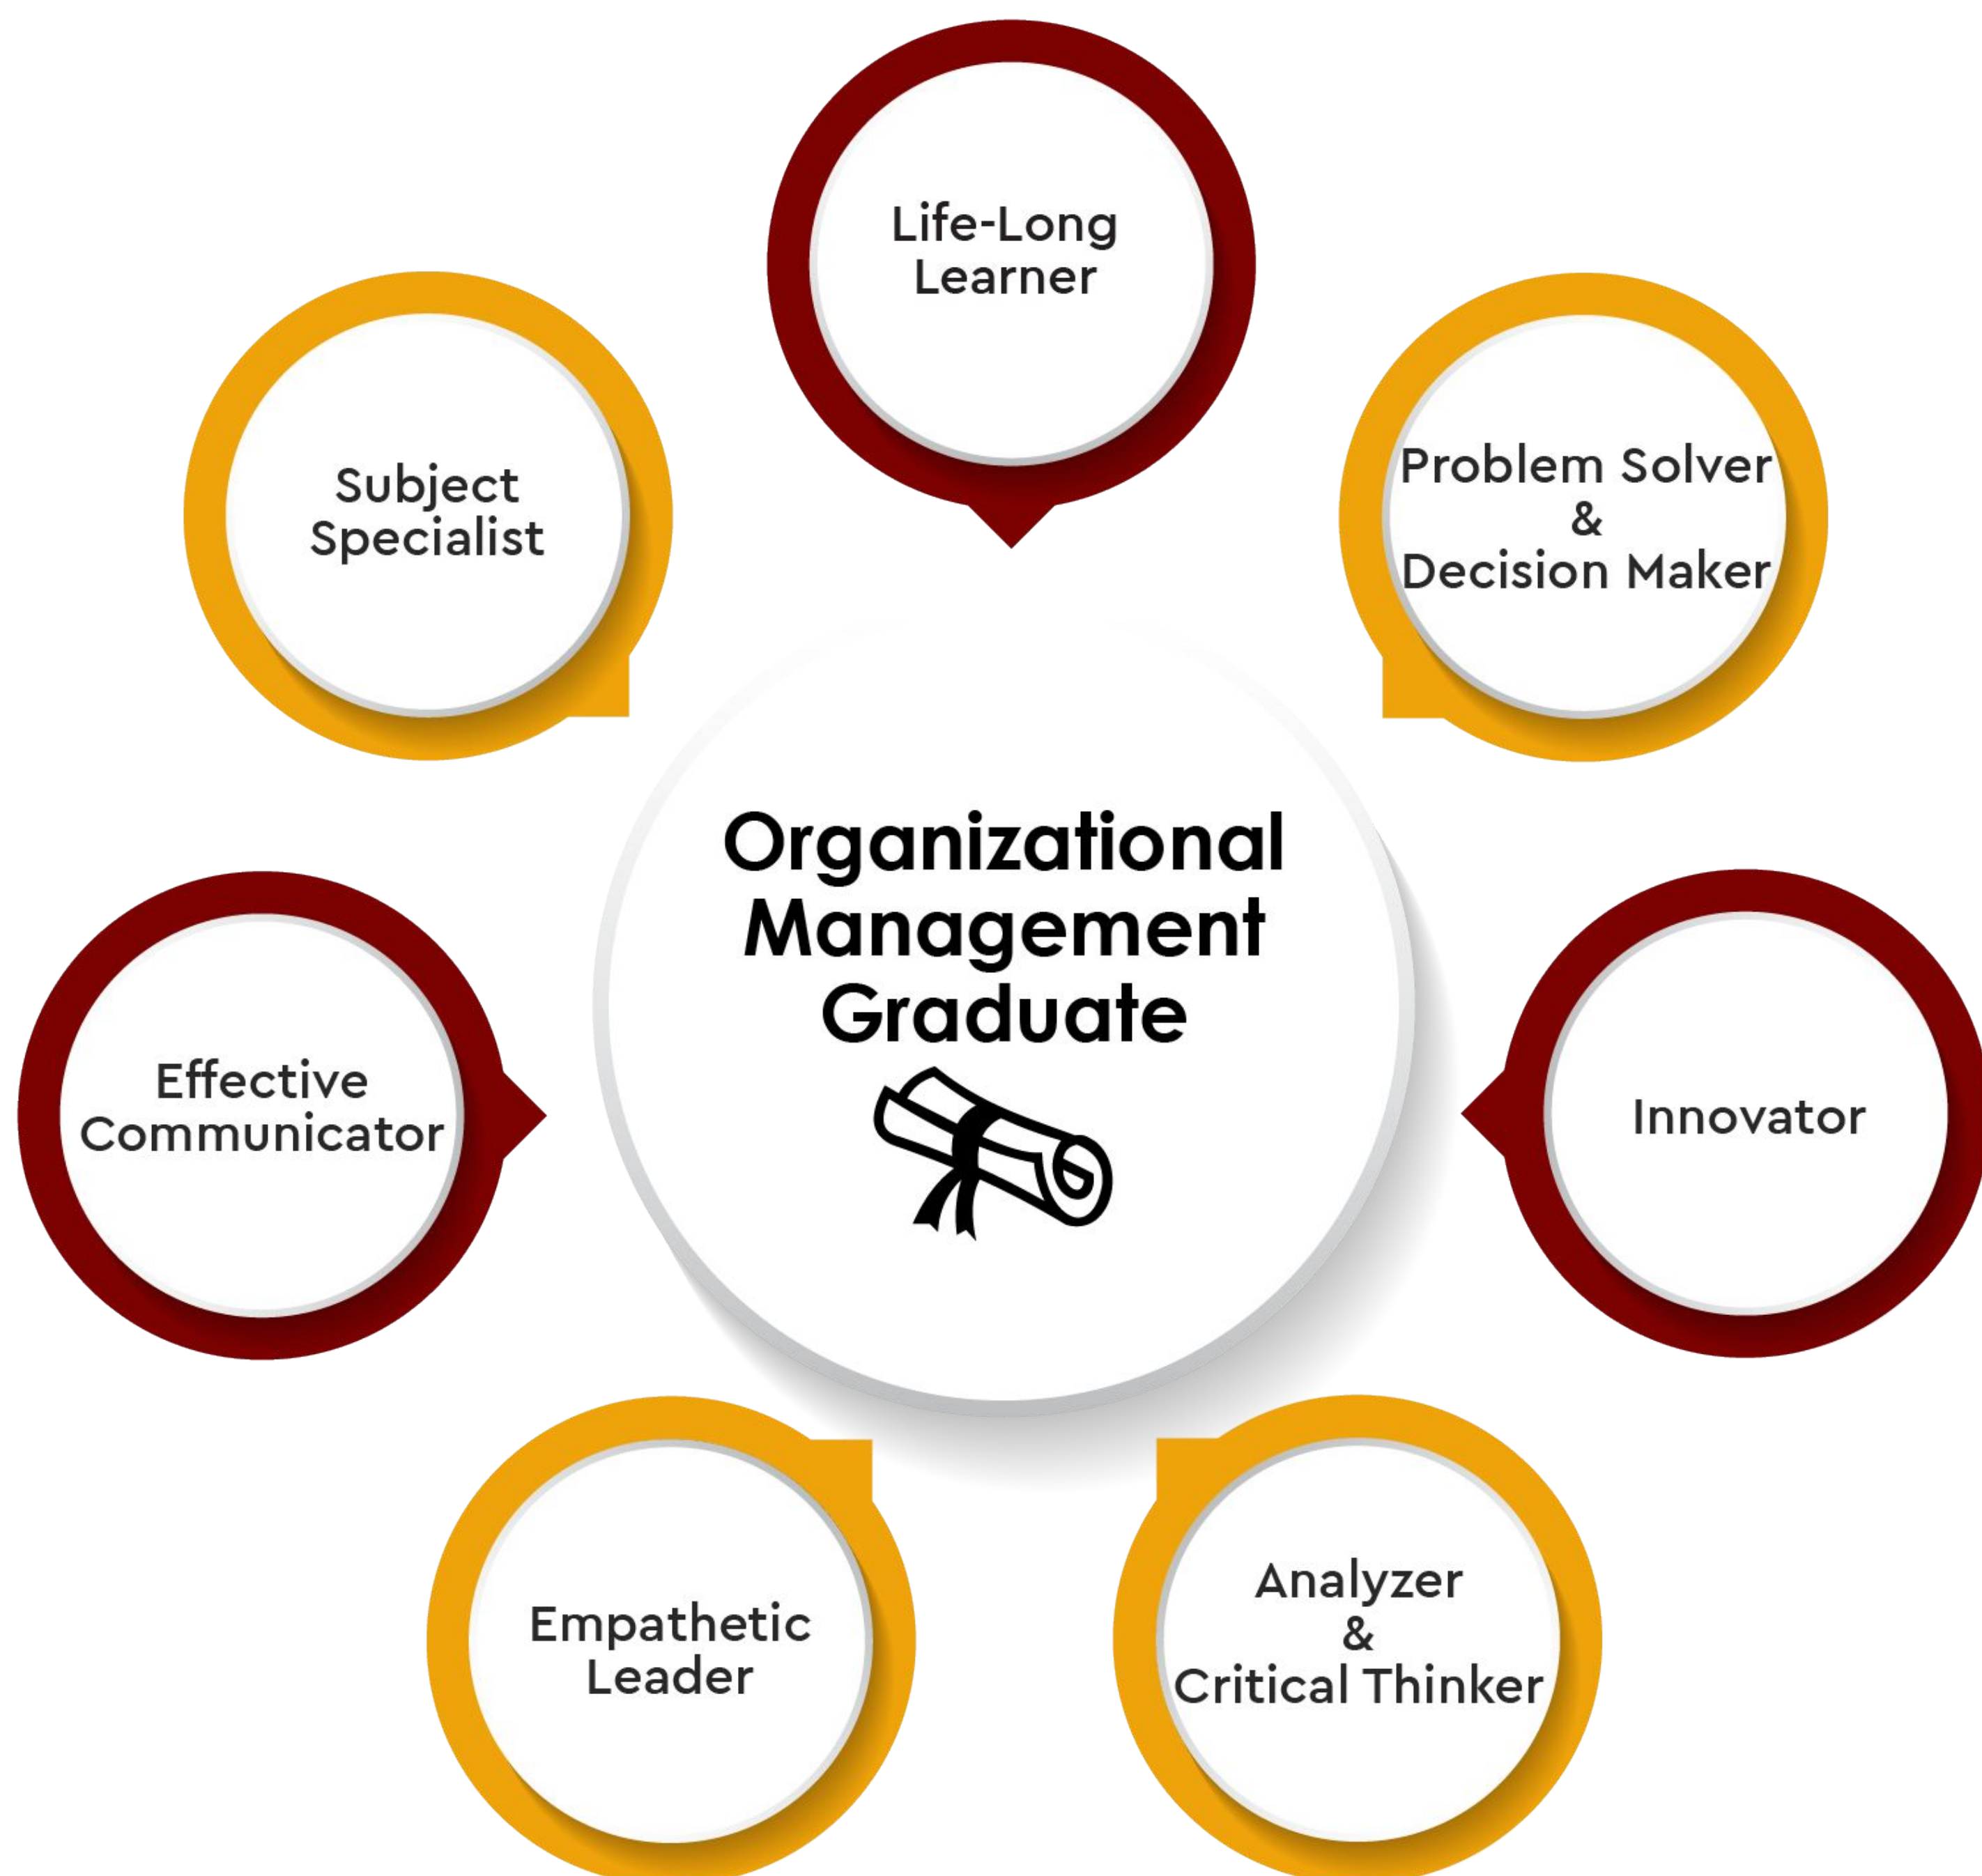 Life-Long
Learner
Subject
Specialist
Problem Solver
&
Decision Maker
Organizational
Management
Graduate
Effective
Communicator
Innovator
Empathetic
Leader
Analyzer
&
Critical Thinker